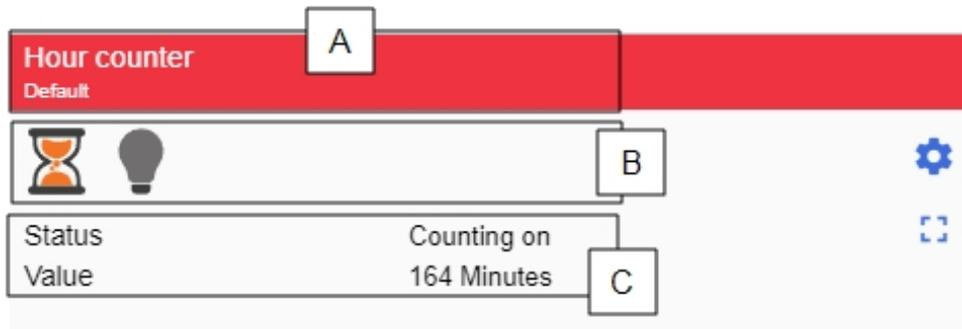 A
Hour counter
Default
B
Status Counting on
Value 164 Minutes
C